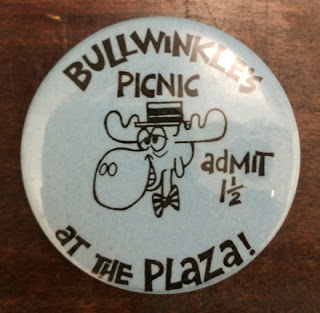 BULLWINKLE'S
PICNIC
adMIT
1½
at THE PLaZa!